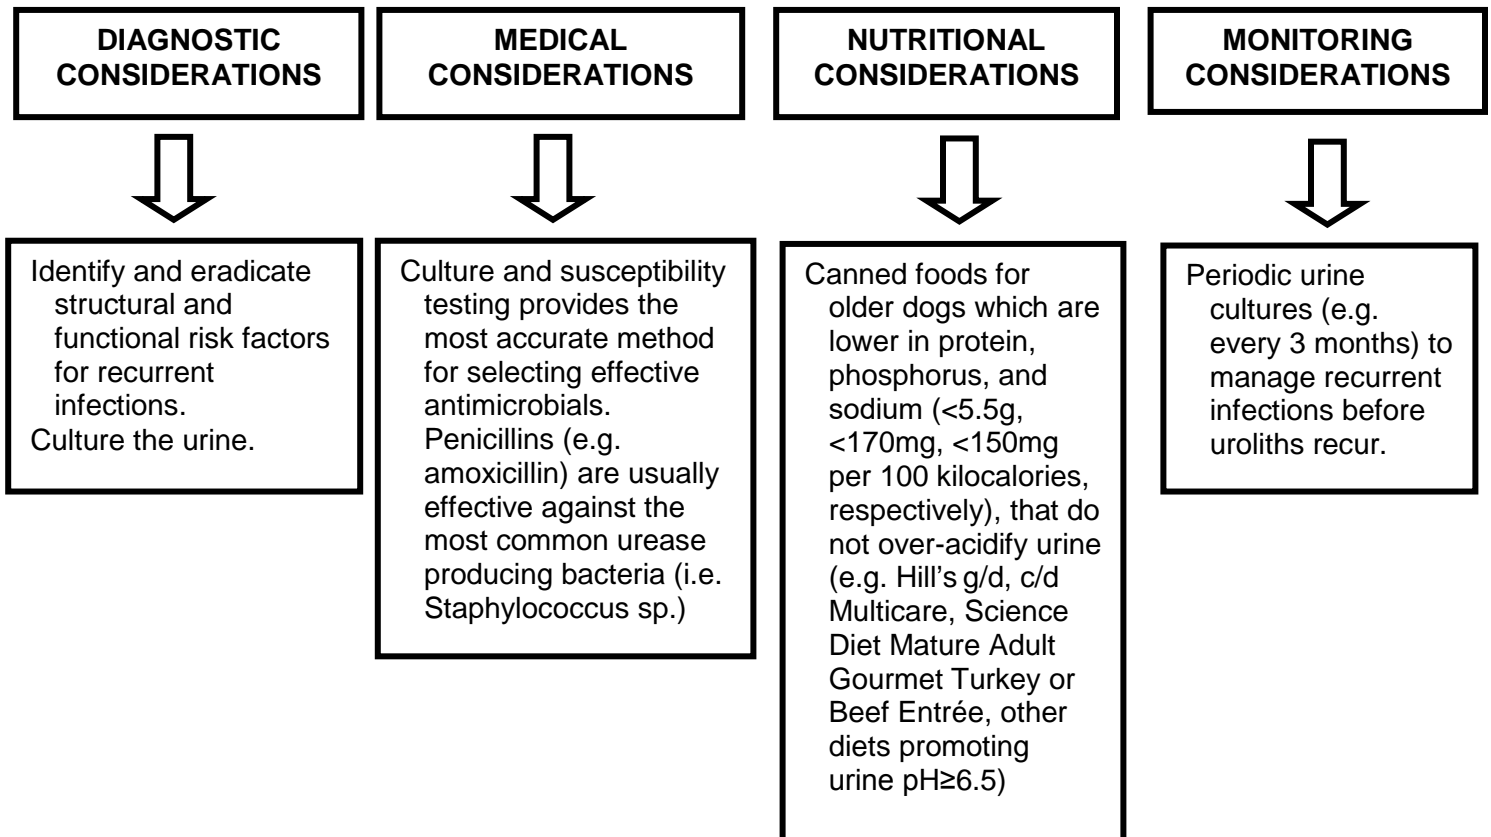 DIAGNOSTIC
CONSIDERATIONS
MEDICAL
CONSIDERATIONS
NUTRITIONAL
CONSIDERATIONS
MONITORING
CONSIDERATIONS
Identify and eradicate
structural and
functional risk factors
for recurrent
infections.
Culture the urine.
Culture and susceptibility
testing provides the
most accurate method
for selecting effective
antimicrobials.
Penicillins (e.g.
amoxicillin) are usually
effective against the
most common urease
producing bacteria (i.e.
Staphylococcus sp.)
Canned foods for
older dogs which are
lower in protein,
phosphorus, and
sodium (<5.5g,
<170mg, <150mg
per 100 kilocalories,
respectively), that do
not over-acidify urine
(e.g. Hill’s g/d, c/d
Multicare, Science
Diet Mature Adult
Gourmet Turkey or
Beef Entrée, other
diets promoting
urine pH≥6.5)
Periodic urine
cultures (e.g.
every 3 months) to
manage recurrent
infections before
uroliths recur.